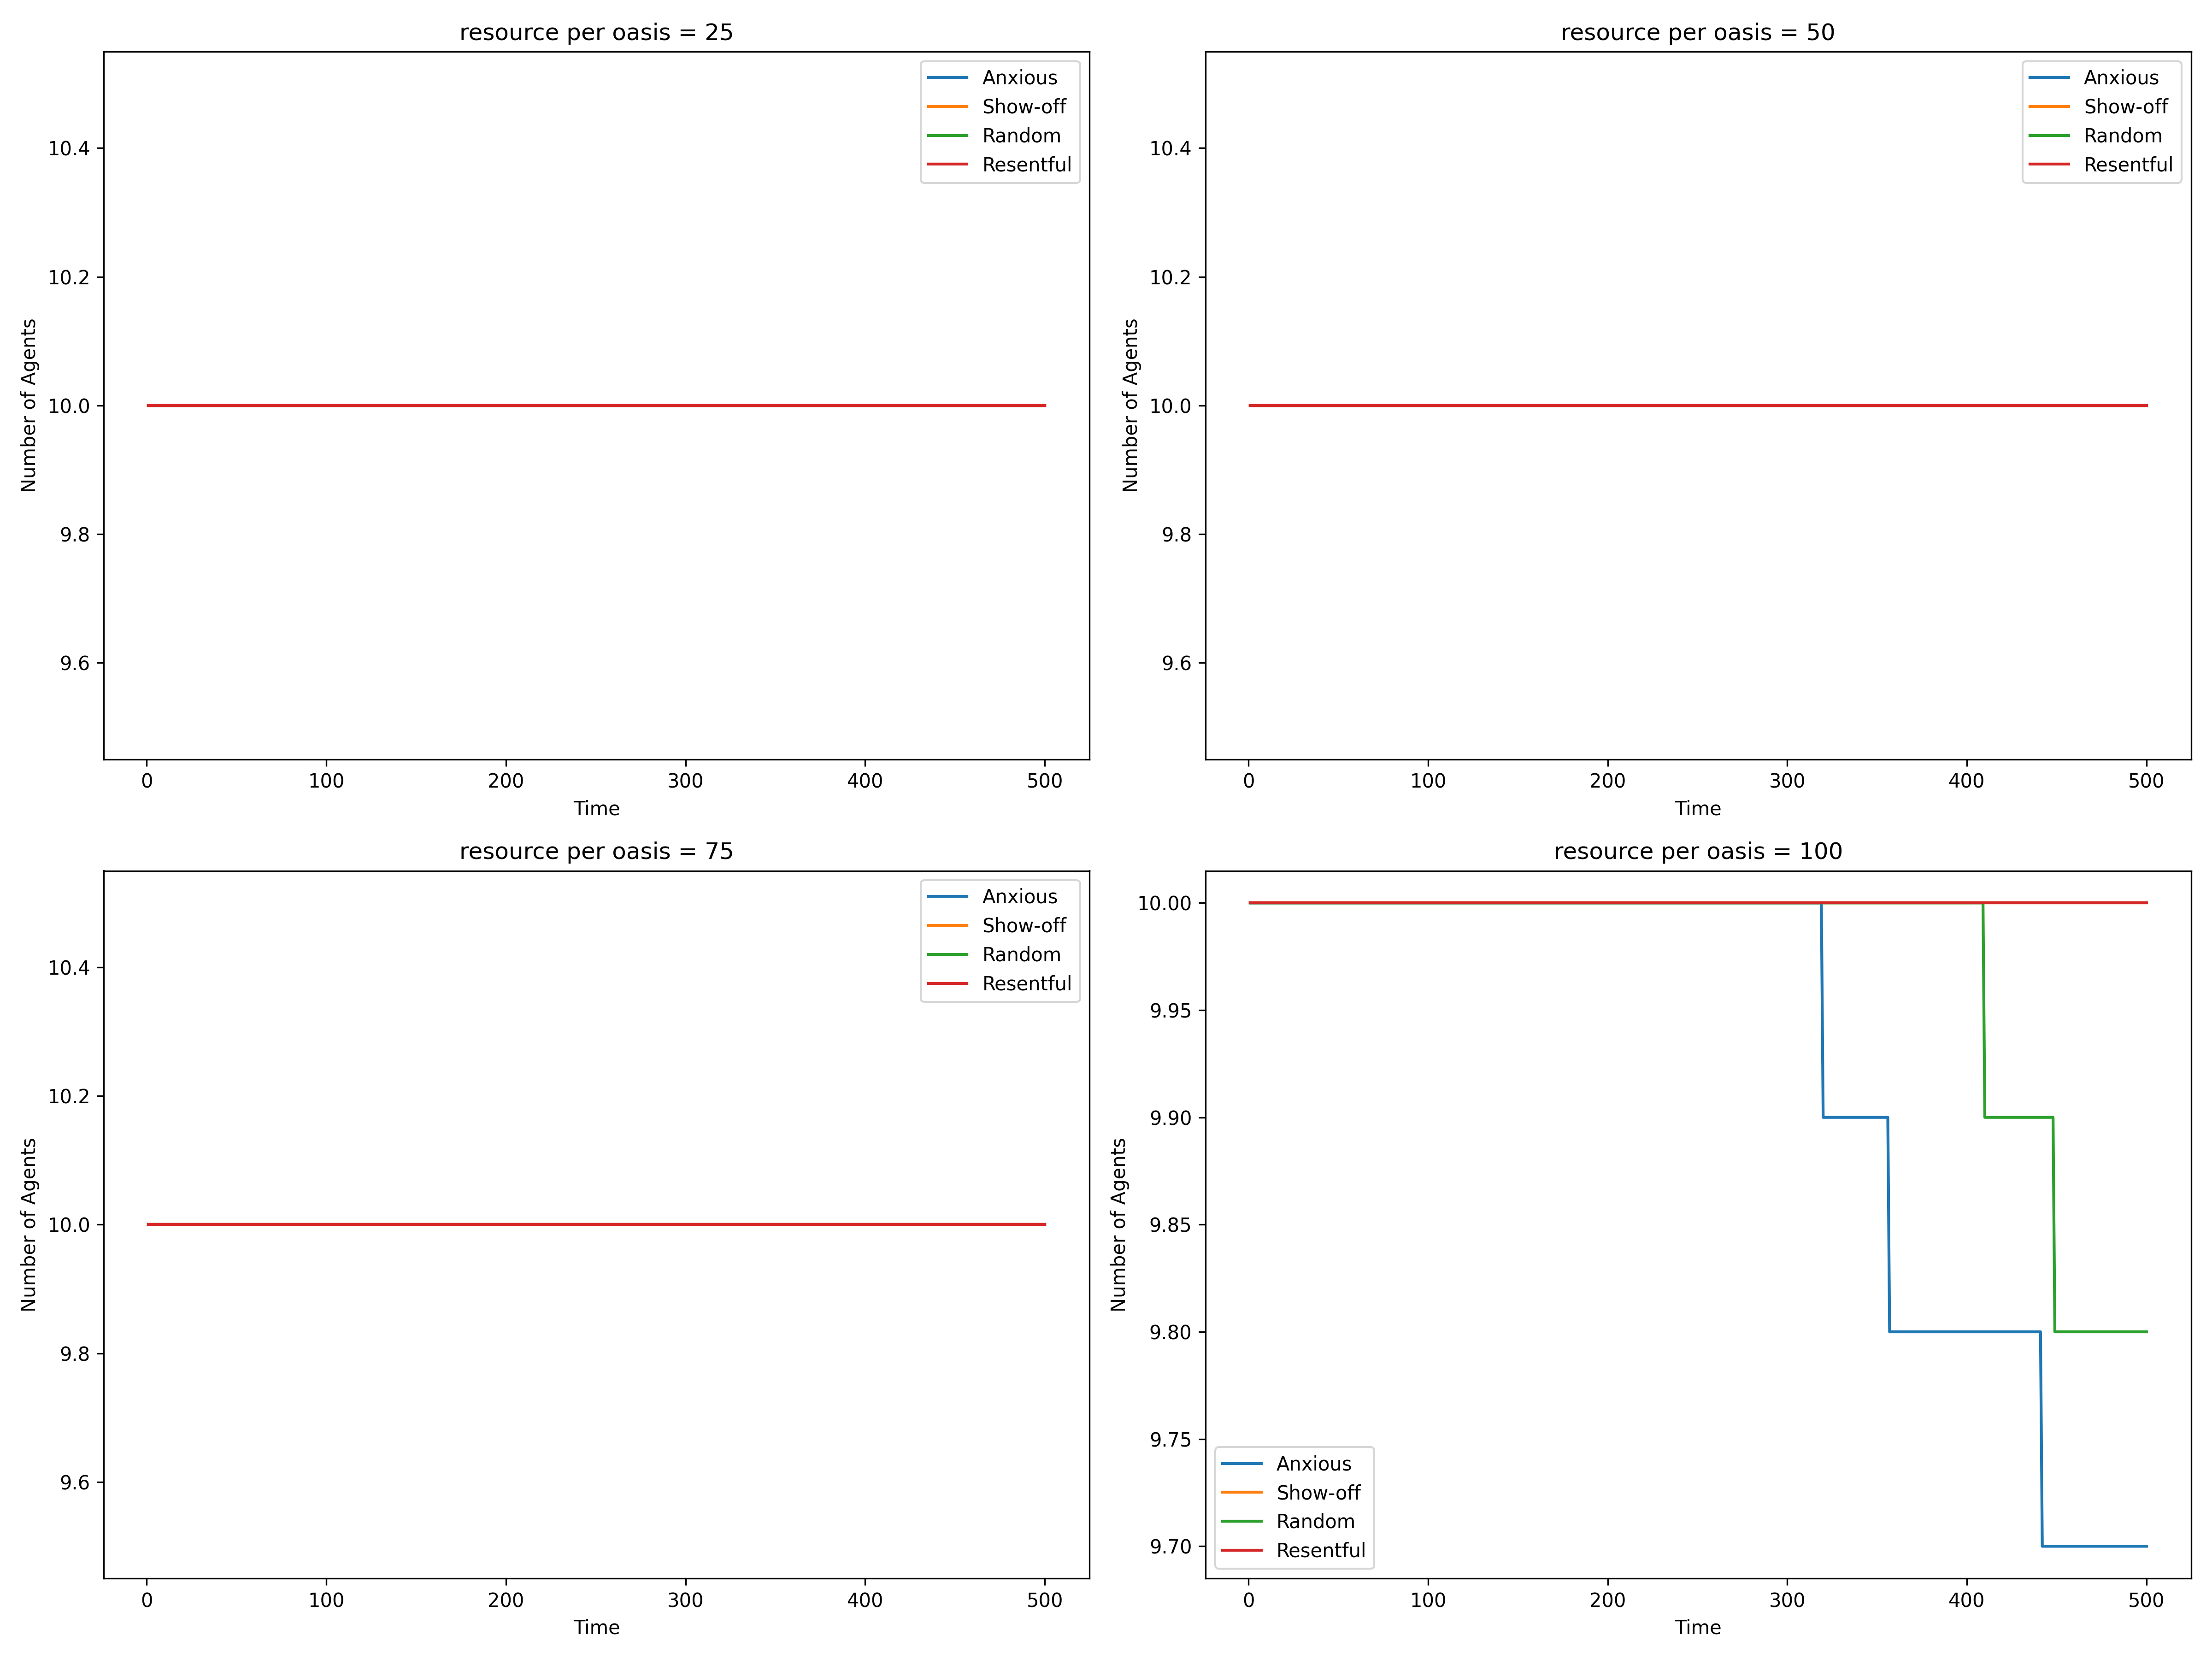 resource per oasis = 25
Number of Agents
10.4
10.2
10.0
9.8
9.6
0 100 200 300 400 500
Time
Anxious
Show-off
Random
Resentful
resource per oasis = 50
Number of Agents
10.4
10.2
10.0
9.8
9.6
0 100 200 300 400 500
Time
Anxious
Show-off
Random
Resentful
resource per oasis = 75
Number of Agents
10.4
10.2
10.0
9.8
9.6
0 100 200 300 400 500
Time
Anxious
Show-off
Random
Resentful
resource per oasis = 100
Number of Agents
10.00
9.95
9.90
9.85
9.80
9.75
9.70
0 100 200 300 400 500
Time
Anxious
Show-off
Random
Resentful